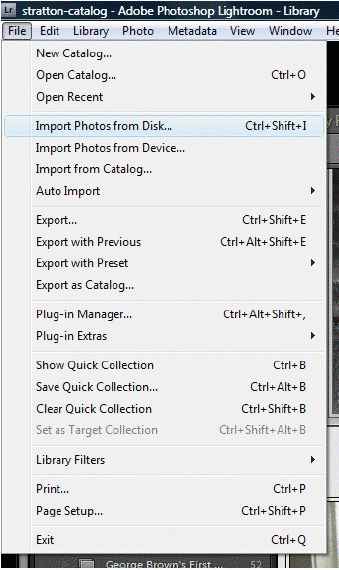 Lr stratton-catalog - Adobe Photoshop Lightroom - Library
File Edit Library Photo Metadata View Window He
New Catalog...
Open Catalog... Ctrl+O
Open Recent
Import Photos from Disk... Ctrl+Shift+I
Import Photos from Device...
Import from Catalog...
Auto Import
Export... Ctrl+Shift+E
Export with Previous Ctrl+Alt+Shift+E
Export with Preset
Export as Catalog...
Plug-in Manager... Ctrl+Alt+Shift+,
Plug-in Extras
Show Quick Collection Ctrl+B
Save Quick Collection... Ctrl+Alt+B
Clear Quick Collection Ctrl+Shift+B
Set as Target Collection Ctrl+Shift+Alt+B
Library Filters
Print... Ctrl+P
Page Setup... Ctrl+Shift+P
Exit Ctrl+Q
George Brown's First ... 52